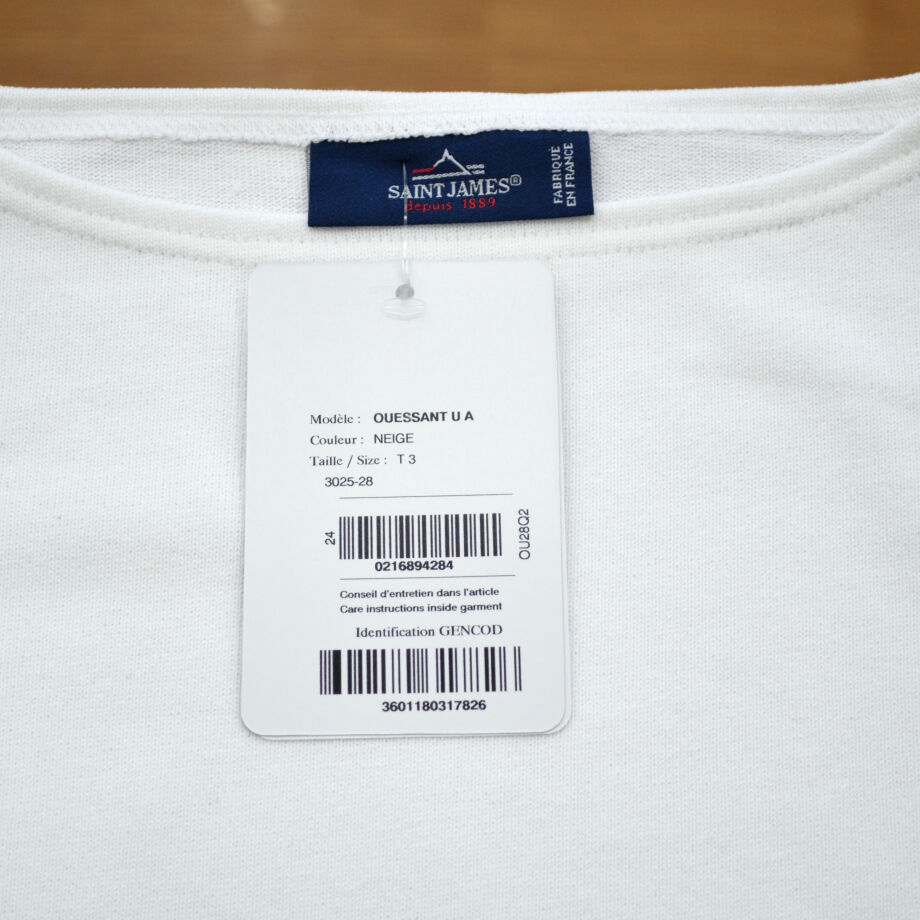 SAINT JAMES®
depuis 1889
FABRIQUÉ
EN FRANCE
Modèle : OUESSANT U A
Couleur : NEIGE
Taille / Size : T 3
3025-28
24
OU28Q2
0216894284
Conseil d'entretien dans l'article
Care instructions inside garment
Identification GENCOD
3601180317826